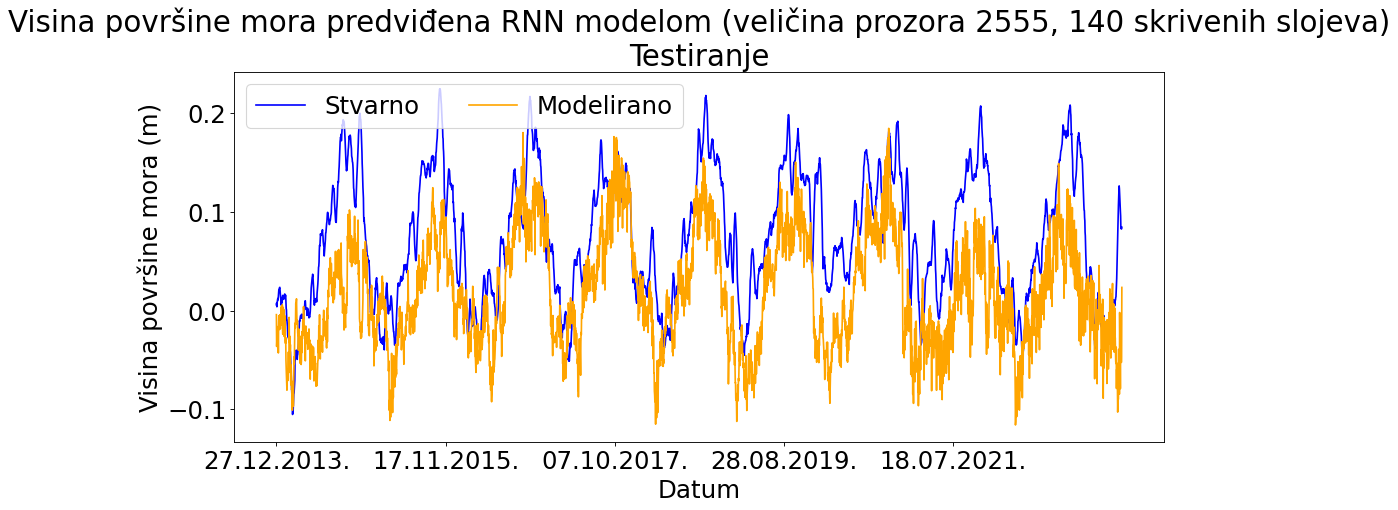 Visina površine mora predviđena RNN modelom (veličina prozora 2555, 140 skrivenih slojeva)
Testiranje
Stvarno Modelirano
Visina površine mora (m)
0.2
0.1
0.0
−0.1
27.12.2013. 17.11.2015. 07.10.2017. 28.08.2019. 18.07.2021.
Datum